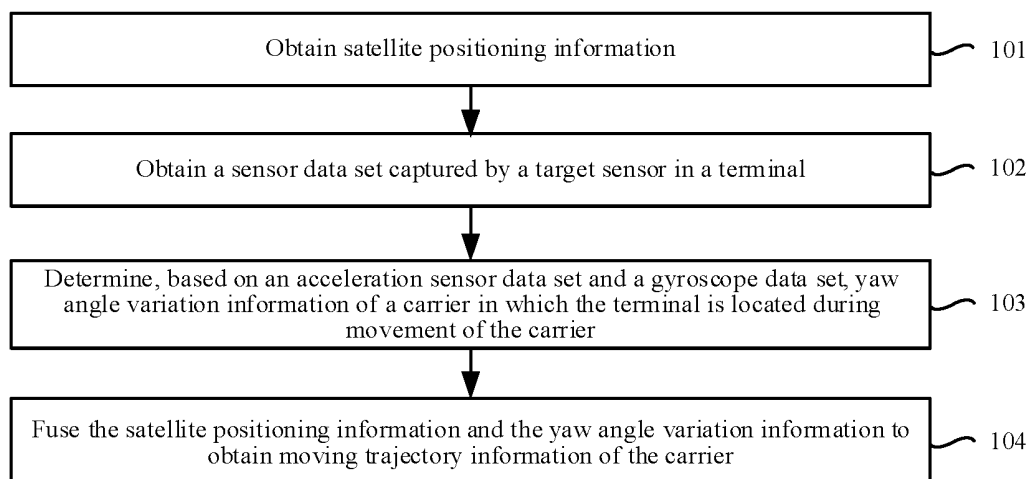 Obtain satellite positioning information
101
Obtain a sensor data set captured by a target sensor in a terminal
102
Determine, based on an acceleration sensor data set and a gyroscope data set, yaw
angle variation information of a carrier in which the terminal is located during
movement of the carrier
103
Fuse the satellite positioning information and the yaw angle variation information to
obtain moving trajectory information of the carrier
104